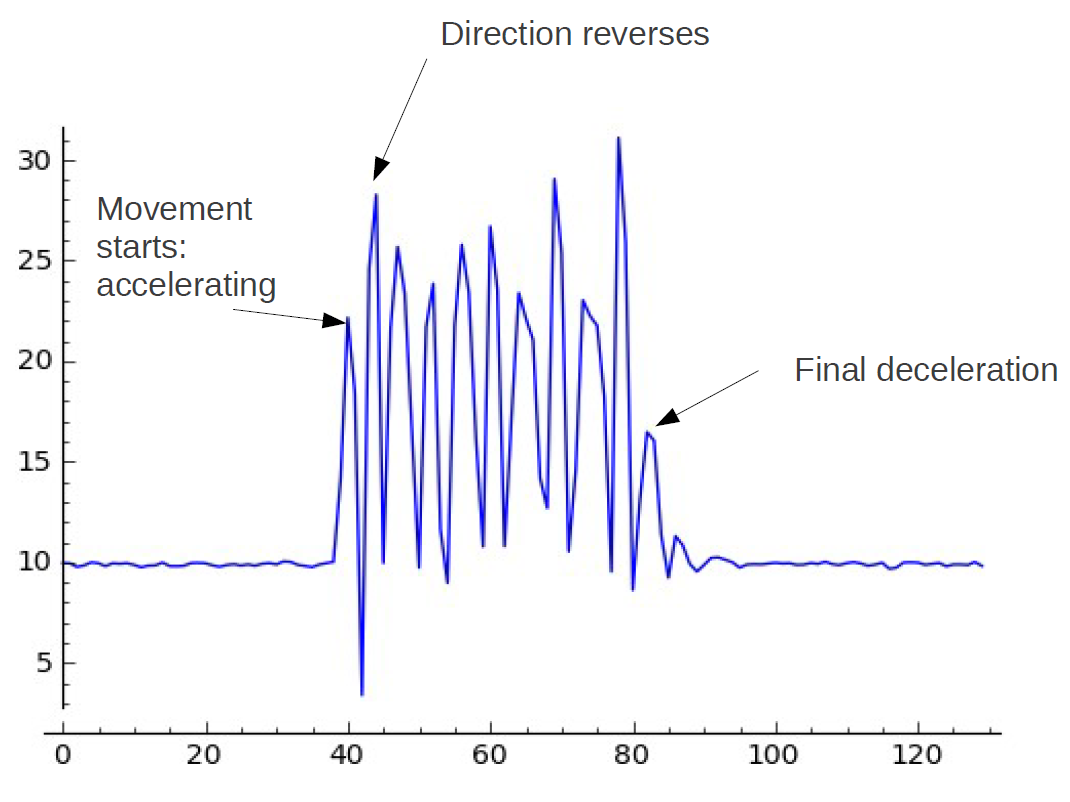 Direction reverses
Movement
starts:
accelerating
Final deceleration
30
25
20
15
10
5
0 20 40 60 80 100 120